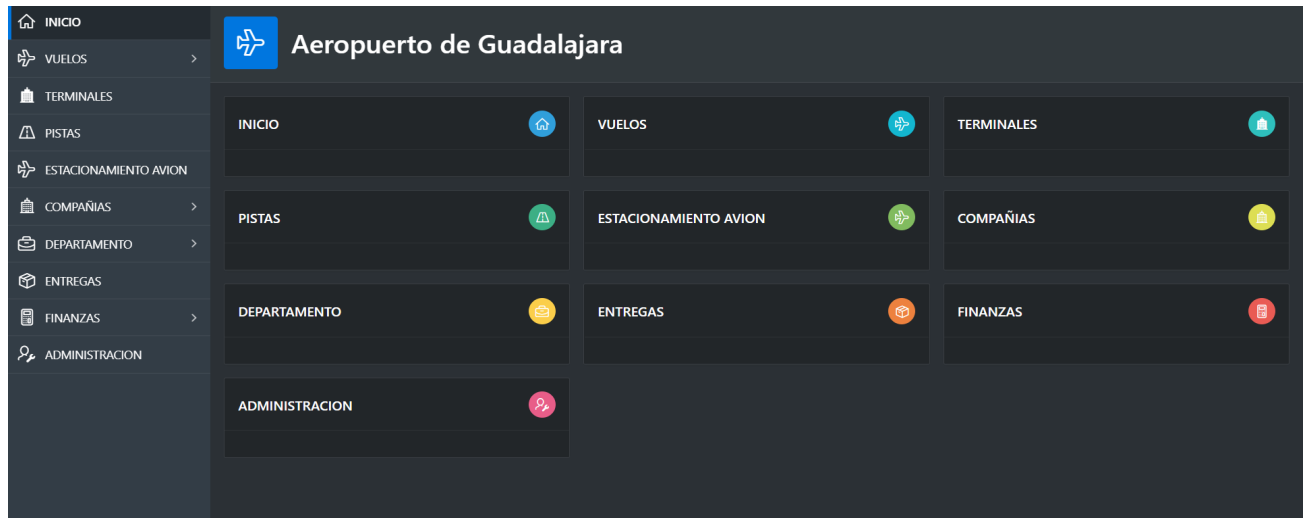 INICIO
VUELOS
TERMINALES
PISTAS
ESTACIONAMIENTO AVION
COMPAÑIAS
DEPARTAMENTO
ENTREGAS
FINANZAS
ADMINISTRACION
Aeropuerto de Guadalajara
INICIO
VUELOS
TERMINALES
PISTAS
ESTACIONAMIENTO AVION
COMPAÑIAS
DEPARTAMENTO
ENTREGAS
FINANZAS
ADMINISTRACION